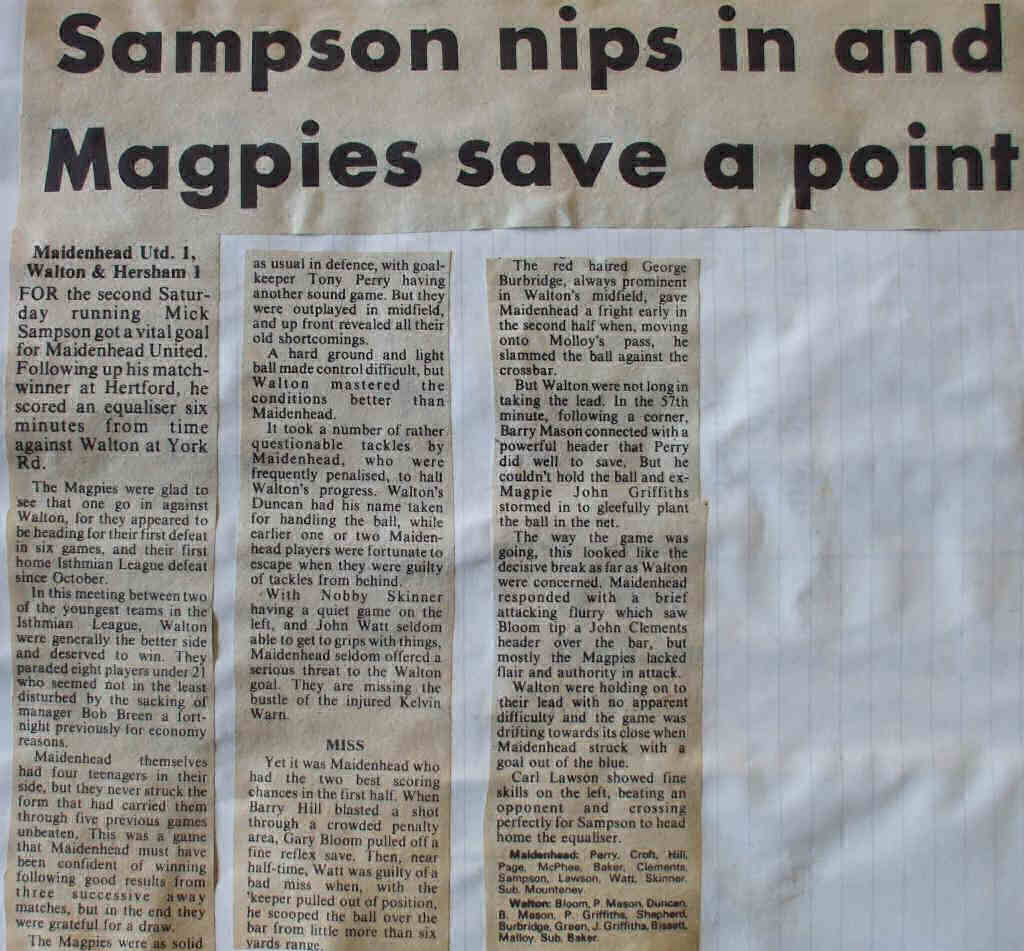 Sampson nips in and
Magpies save a point
Maidenhead Utd. 1,
Walton & Hersham 1
FOR the second Satur-
day running Mick
Sampson got a vital goal
for Maidenhead United.
Following up his match-
winner at Hertford, he
scored an equaliser six
minutes from time
against Walton at York
Rd.
The Magpies were glad to
see that one go in against
Walton, for they appeared to
be heading for their first defeat
in six games, and their first
home Isthmian League defeat
since October.
In this meeting between two
of the youngest teams in the
Isthmian League, Walton
were generally the better side
and deserved to win. They
paraded eight players under 21
who seemed not in the least
disturbed by the sacking of
manager Bob Breen a fort-
night previously for economy
reasons.
Maidenhead themselves
had four teenagers in their
side, but they never struck the
form that had carried them
through five previous games
unbeaten. This was a game
that Maidenhead must have
been confident of winning
following good results from
three successive away
matches, but in the end they
were grateful for a draw.
The Magpies were as solid
as usual in defence, with goal-
keeper Tony Perry having
another sound game. But they
were outplayed in midfield,
and up front revealed all their
old shortcomings.
A hard ground and light
ball made control difficult, but
Walton mastered the
conditions better than
Maidenhead.
It took a number of rather
questionable tackles by
Maidenhead, who were
frequently penalised, to halt
Walton's progress. Walton's
Duncan had his name taken
for handling the ball, while
earlier one or two Maiden-
head players were fortunate to
escape when they were guilty
of tackles from behind.
With Nobby Skinner
having a quiet game on the
left, and John Watt seldom
able to get to grips with things,
Maidenhead seldom offered a
serious threat to the Walton
goal. They are missing the
bustle of the injured Kelvin
Warn.
MISS
Yet it was Maidenhead who
had the two best scoring
chances in the first half. When
Barry Hill blasted a shot
through a crowded penalty
area, Gary Bloom pulled off a
fine reflex save. Then, near
half-time, Watt was guilty of a
bad miss when, with the
'keeper pulled out of position,
he scooped the ball over the
bar from little more than six
yards range.
The red haired George
Burbridge, always prominent
in Walton's midfield, gave
Maidenhead a fright early in
the second half when, moving
onto Molloy's pass, he
slammed the ball against the
crossbar.
But Walton were not long in
taking the lead. In the 57th
minute, following a corner,
Barry Mason connected with a
powerful header that Perry
did well to save. But he
couldn't hold the ball and ex-
Magpie John Griffiths
stormed in to gleefully plant
the ball in the net.
The way the game was
going, this looked like the
decisive break as far as Walton
were concerned. Maidenhead
responded with a brief
attacking flurry which saw
Bloom tip a John Clements
header over the bar, but
mostly the Magpies lacked
flair and authority in attack.
Walton were holding on to
their lead with no apparent
difficulty and the game was
drifting towards its close when
Maidenhead struck with a
goal out of the blue.
Carl Lawson showed fine
skills on the left, beating an
opponent and crossing
perfectly for Sampson to head
home the equaliser.
Maidenhead: Perry, Croft, Hill,
Page, McPhee, Baker, Clements,
Sampson, Lawson, Watt, Skinner.
Sub. Mounteney.
Walton: Bloom, P. Mason, Duncan,
B. Mason, P. Griffiths, Shepherd,
Burbridge, Green, J. Griffiths, Bissett,
Malloy. Sub. Baker.